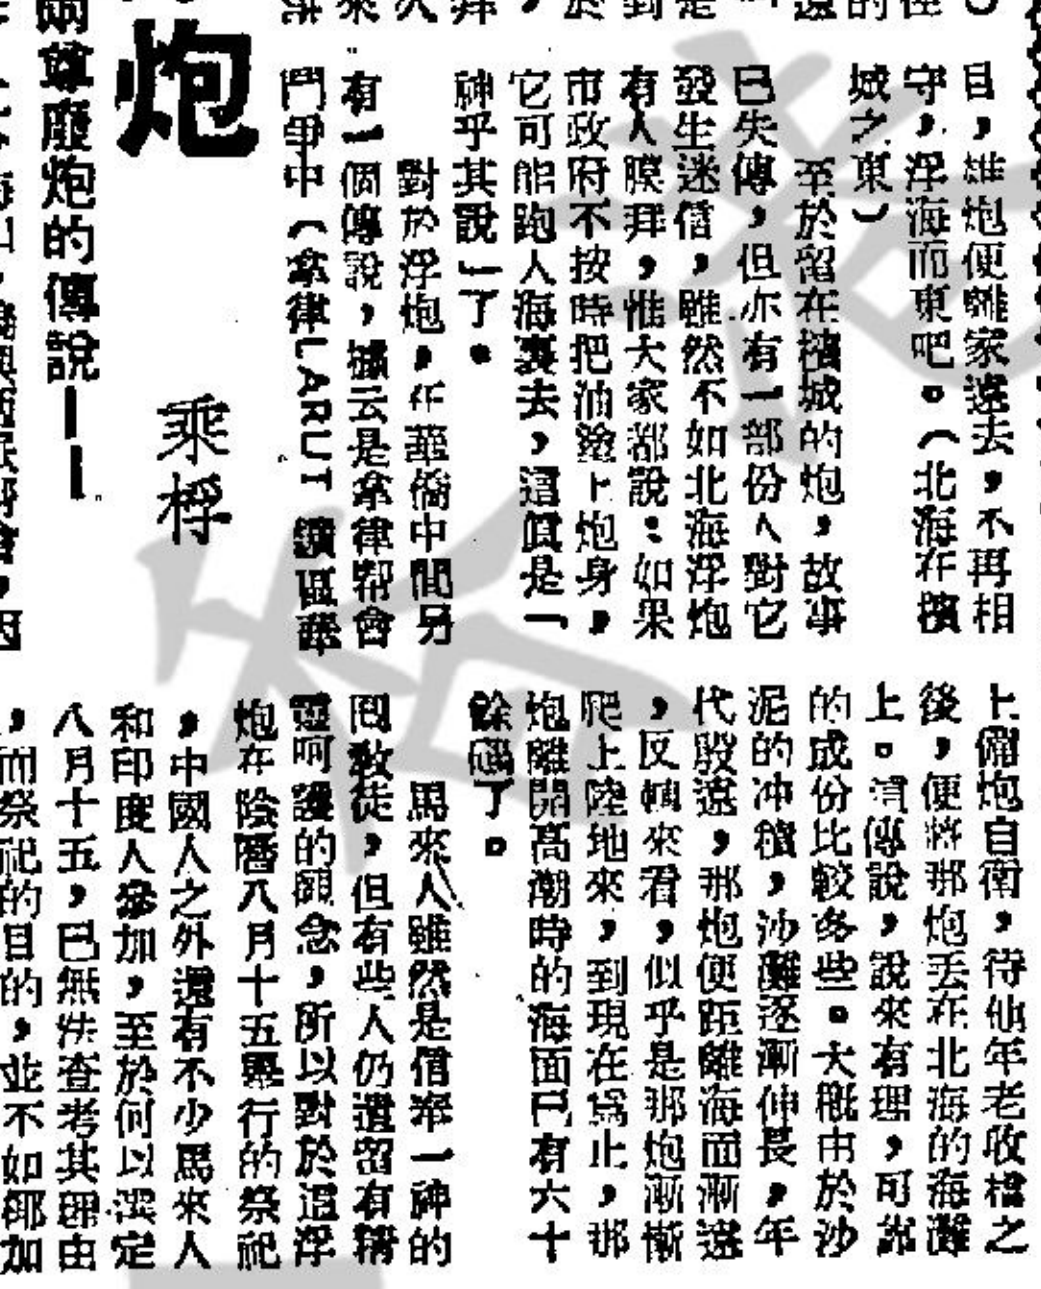 目，雄炮便離家遠去，不再相
守，浮海而東吧。（北海在檳
城之東）
至於留在檳城的炮，故事
已失傳，但亦有一部份人對它
發生迷信，雖然不如北海浮炮
有人膜拜，惟大家都說：如果
市政府不按時把油塗上炮身，
它可能跑人海裏去，這眞是「
神乎其說」了。
對於浮炮，在華僑中間另
有一個傳說，據云是拿律帮會
鬥爭中（拿律LARUT 鑛區華
炮
乘桴
兩尊廢炮的傳說——
上備炮自衛，待他年老收檔之
後，便將那炮丟在北海的海灘
上。這傳說，說來有理，可靠
的成份比較多些。大概由於沙
泥的冲積，沙灘逐漸伸長，年
代殷遠，那炮便距離海面漸遠
，反轉來看，似乎是那炮漸漸
爬上陸地來，到現在爲止，那
炮離開高潮時的海面已有六十
餘碼了。
馬來人雖然是信奉一神的
回教徒，但有些人仍遺留有精
靈呵護的觀念，所以對於這浮
炮在陰曆八月十五舉行的祭祀
，中國人之外還有不少馬來人
和印度人參加，至於何以選定
八月十五，已無法查考其理由
，而祭祀的目的，並不如鄉加